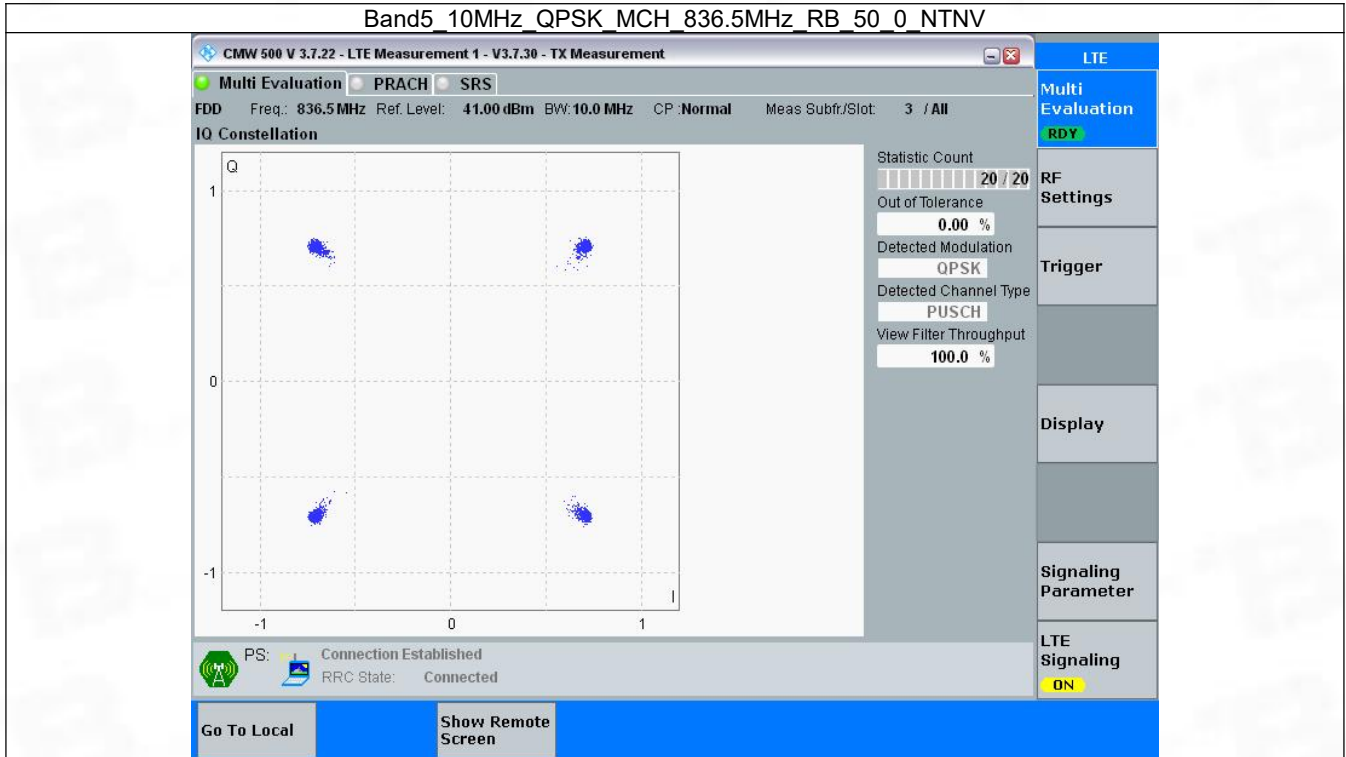 Band5_10MHz_QPSK_MCH_836.5MHz_RB_50_0_NTNV
CMW 500 V 3.7.22 - LTE Measurement 1 - V3.7.30 - TX Measurement
LTE
Multi Evaluation PRACH SRS
Multi Evaluation
RDY
FDD Freq.: 836.5 MHz Ref. Level: 41.00 dBm BW: 10.0 MHz CP :Normal Meas Subfr./Slot: 3 / All
IQ Constellation
Q
1
0
-1
I
-1 0 1
Statistic Count
20 / 20
Out of Tolerance
0.00 %
Detected Modulation
QPSK
Detected Channel Type
PUSCH
View Filter Throughput
100.0 %
RF
Settings
Trigger
Display
Signaling
Parameter
LTE
Signaling
ON
PS: Connection Established
RRC State: Connected
Go To Local
Show Remote
Screen